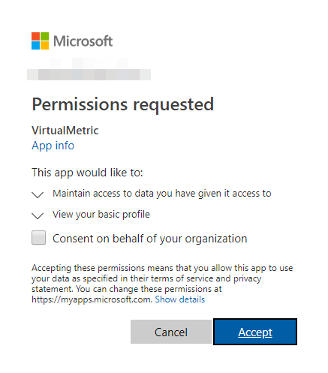 Microsoft
Permissions requested
VirtualMetric
App info
This app would like to:
Maintain access to data you have given it access to
View your basic profile
Consent on behalf of your organization
Accepting these permissions means that you allow this app to use
your data as specified in their terms of service and privacy
statement. You can change these permissions at
https://myapps.microsoft.com. Show details
Cancel Accept